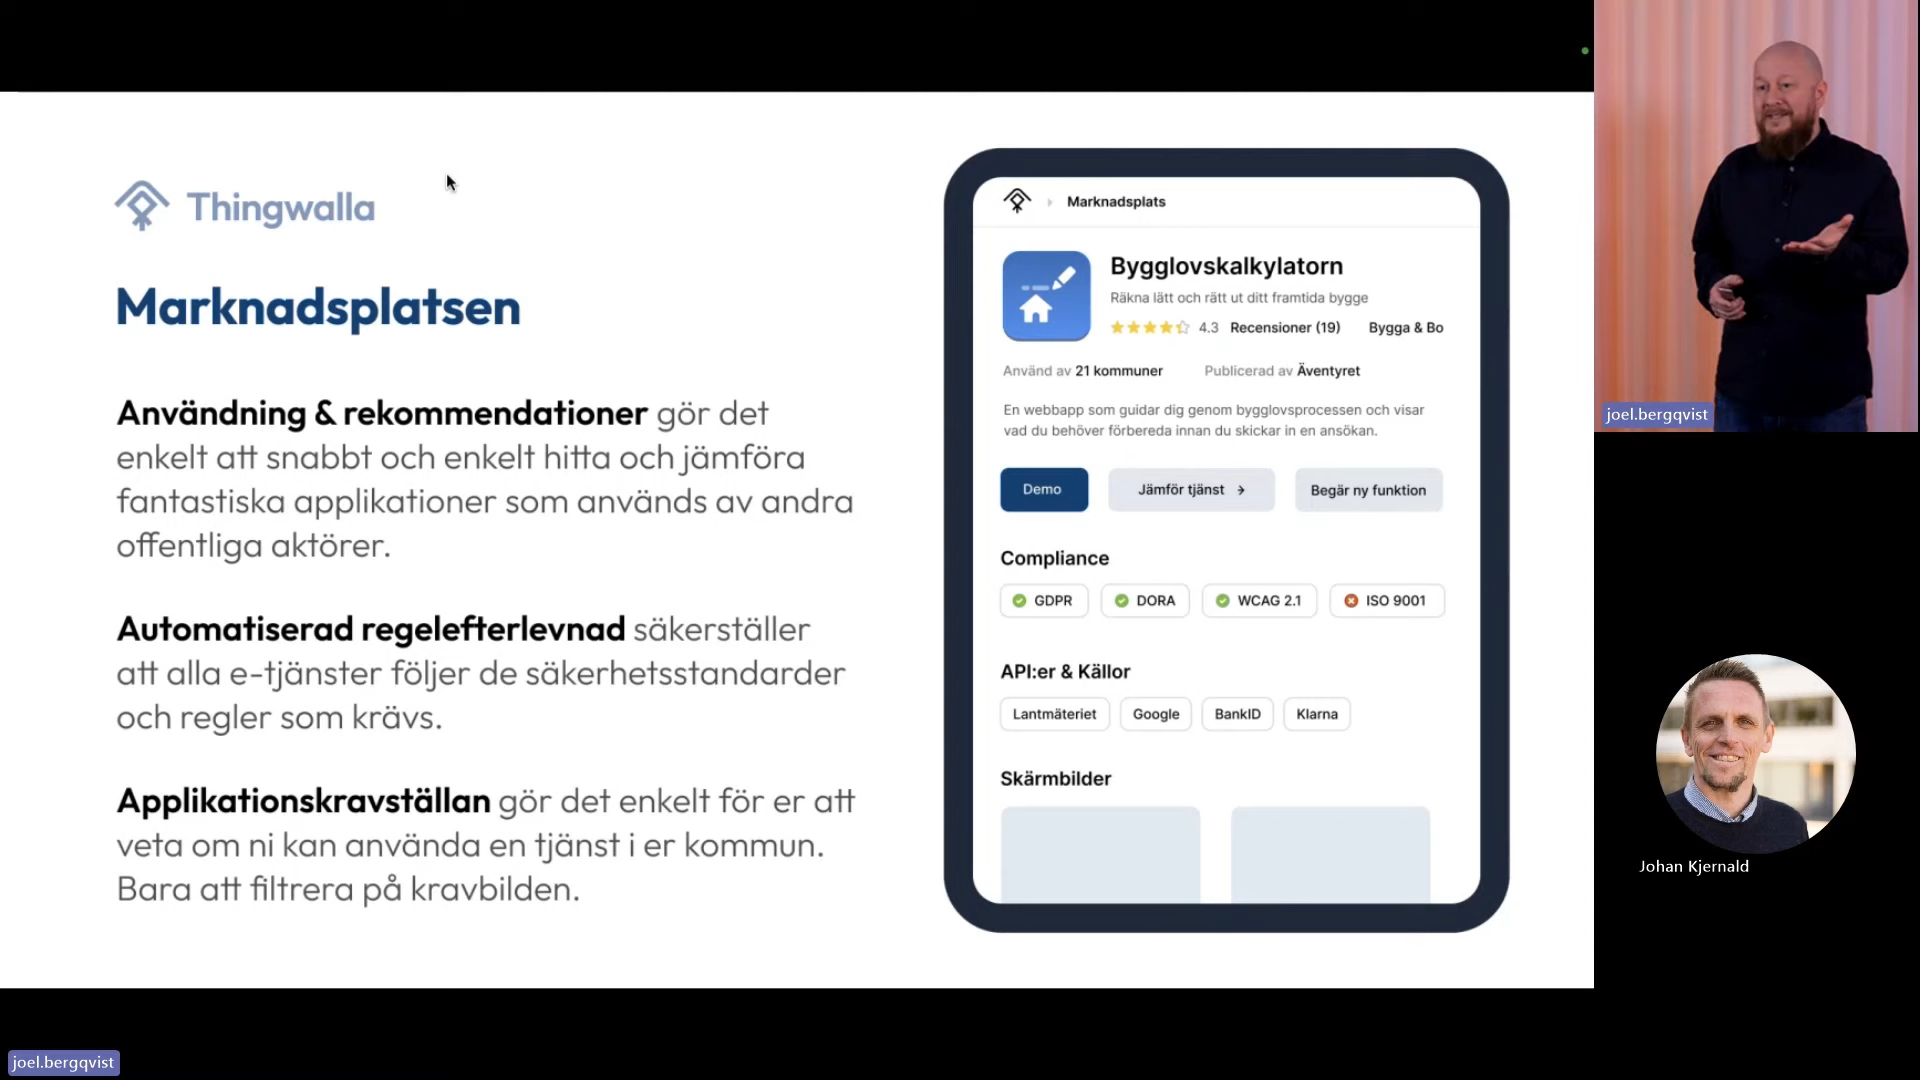 Thingwalla
Marknadsplatsen
Användning & rekommendationer gör det
enkelt att snabbt och enkelt hitta och jämföra
fantastiska applikationer som används av andra
offentliga aktörer.
Automatiserad regelefterlevnad säkerställer
att alla e-tjänster följer de säkerhetsstandarder
och regler som krävs.
Applikationskravställan gör det enkelt för er att
veta om ni kan använda en tjänst i er kommun.
Bara att filtrera på kravbilden.
Marknadsplats
Bygglovskalkylatorn
Räkna lätt och rätt ut ditt framtida bygge
4.3 Recensioner (19) Bygga & Bo
Använd av 21 kommuner Publicerad av Äventyret
En webbapp som guidar dig genom bygglovsprocessen och visar
vad du behöver förbereda innan du skickar in en ansökan.
Demo Jämför tjänst → Begär ny funktion
Compliance
GDPR DORA WCAG 2.1 ISO 9001
API:er & Källor
Lantmäteriet Google BankID Klarna
Skärmbilder
joel.bergqvist
Johan Kjernald
joel.bergqvist